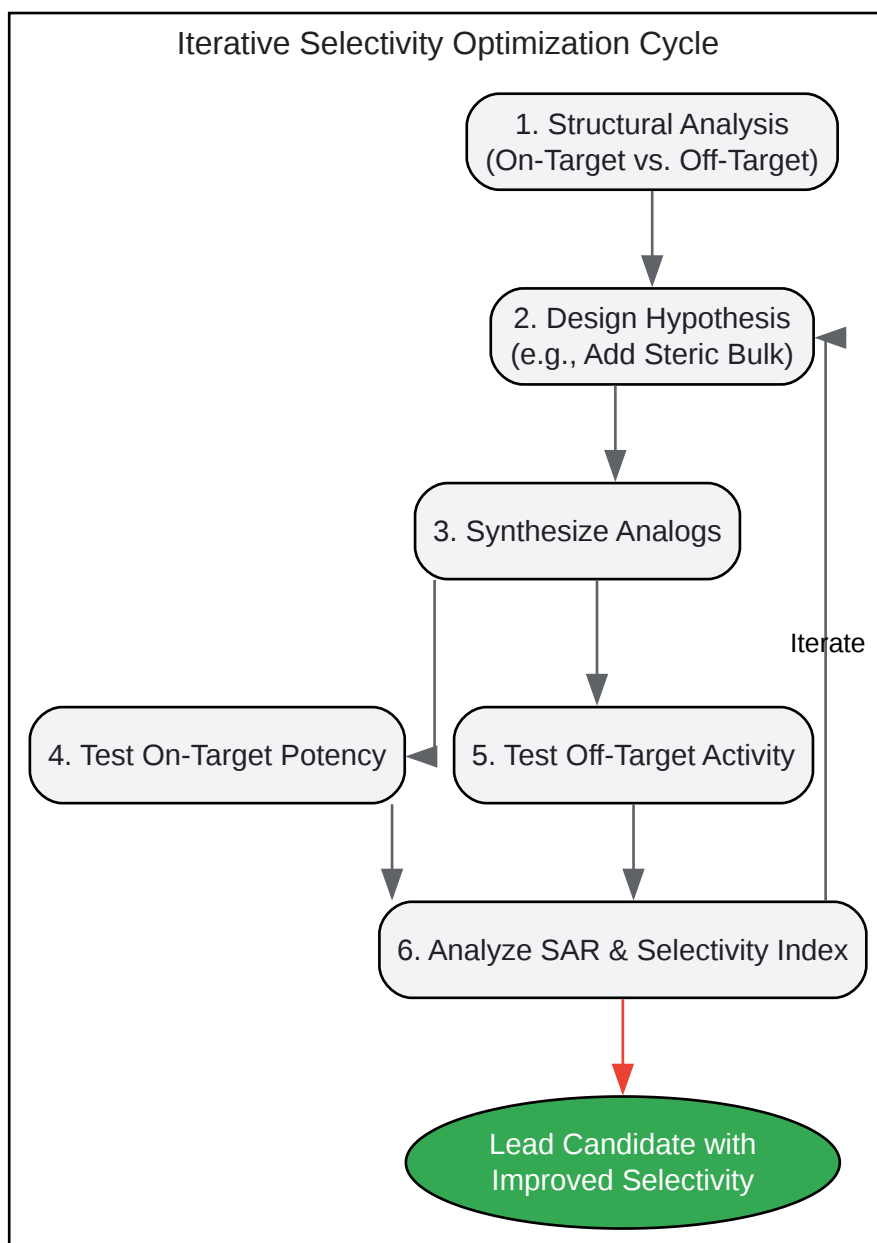 Iterative Selectivity Optimization Cycle
1. Structural Analysis
(On-Target vs. Off-Target)
2. Design Hypothesis
(e.g., Add Steric Bulk)
3. Synthesize Analogs
Iterate
4. Test On-Target Potency
5. Test Off-Target Activity
6. Analyze SAR & Selectivity Index
Lead Candidate with
Improved Selectivity